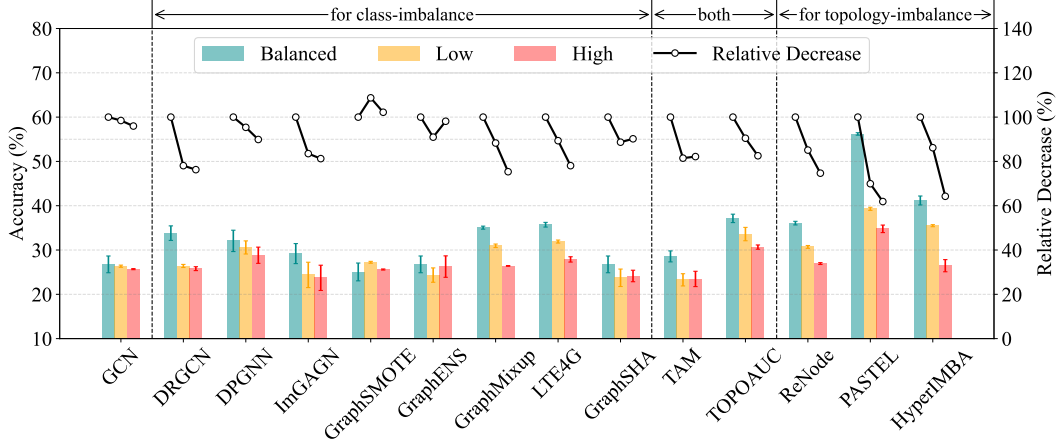 for class-imbalance
both
for topology-imbalance
Balanced
Low
High
Relative Decrease
Accuracy (%)
80
70
60
50
40
30
20
10
Relative Decrease (%)
140
120
100
80
60
40
20
0
GCN
DRGCN
DPGNN
ImGAGN
GraphSMOTE
GraphENS
GraphMixup
LTE4G
GraphSHA
TAM
TOPOAUC
ReNode
PASTEL
HyperIMBA